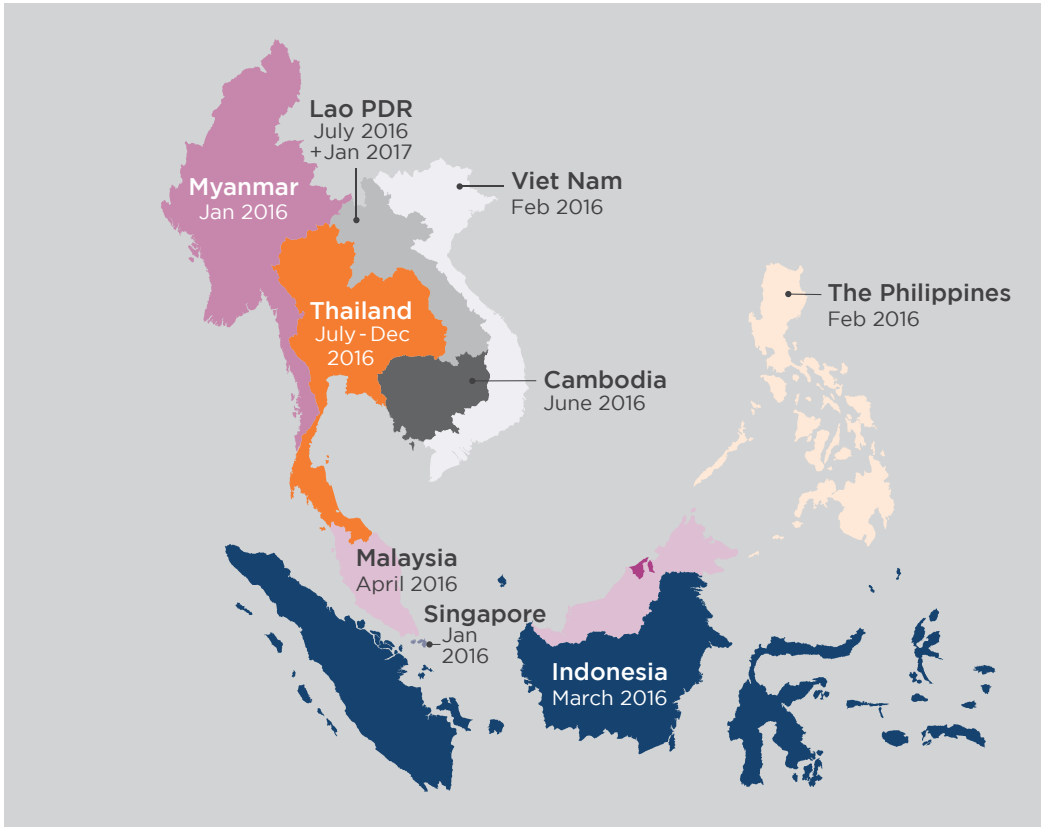 Lao PDR
July 2016
+Jan 2017
Myanmar
Jan 2016
Viet Nam
Feb 2016
Thailand
July - Dec
2016
The Philippines
Feb 2016
Cambodia
June 2016
Malaysia
April 2016
Singapore
Jan
2016
Indonesia
March 2016